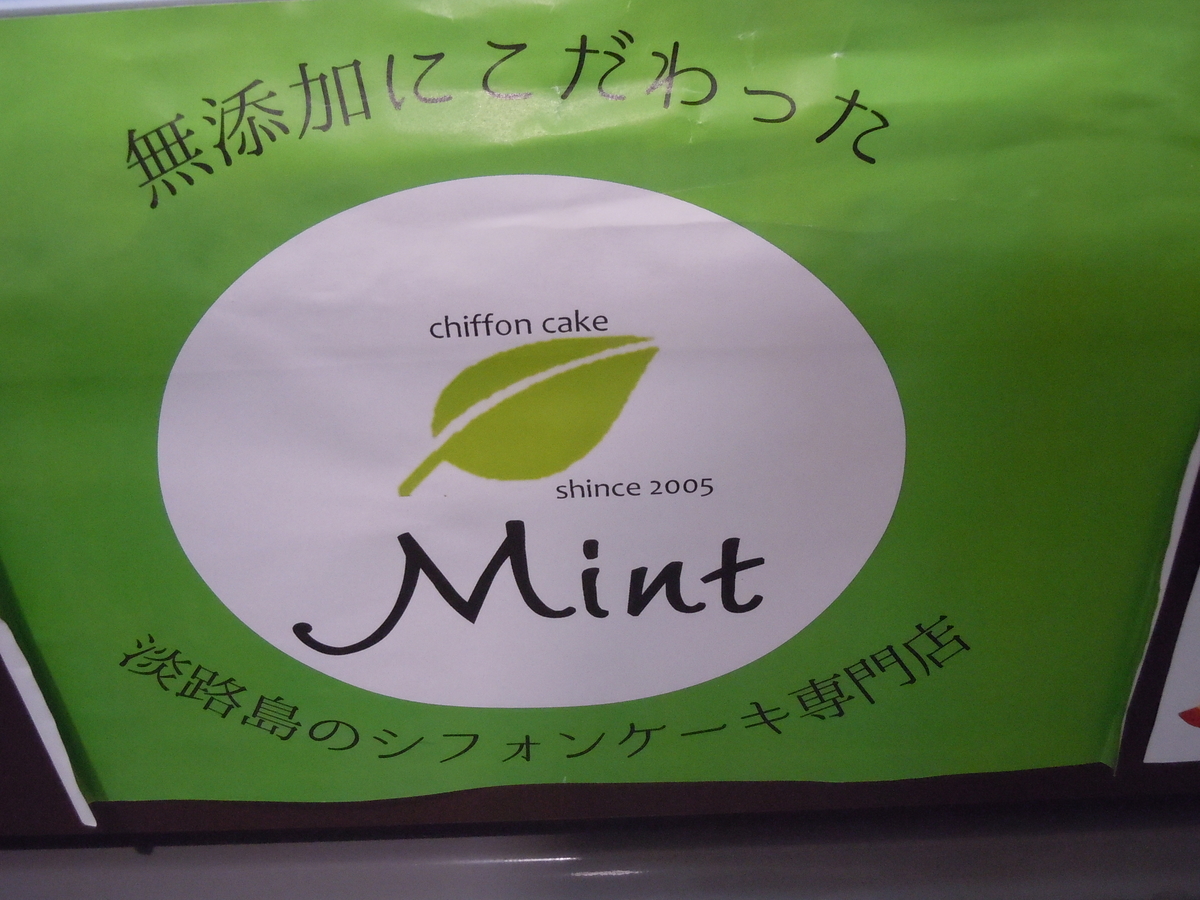 無添加にこだわった
chiffon cake
shince 2005
Mint
淡路島のシフォンケーキ専門店